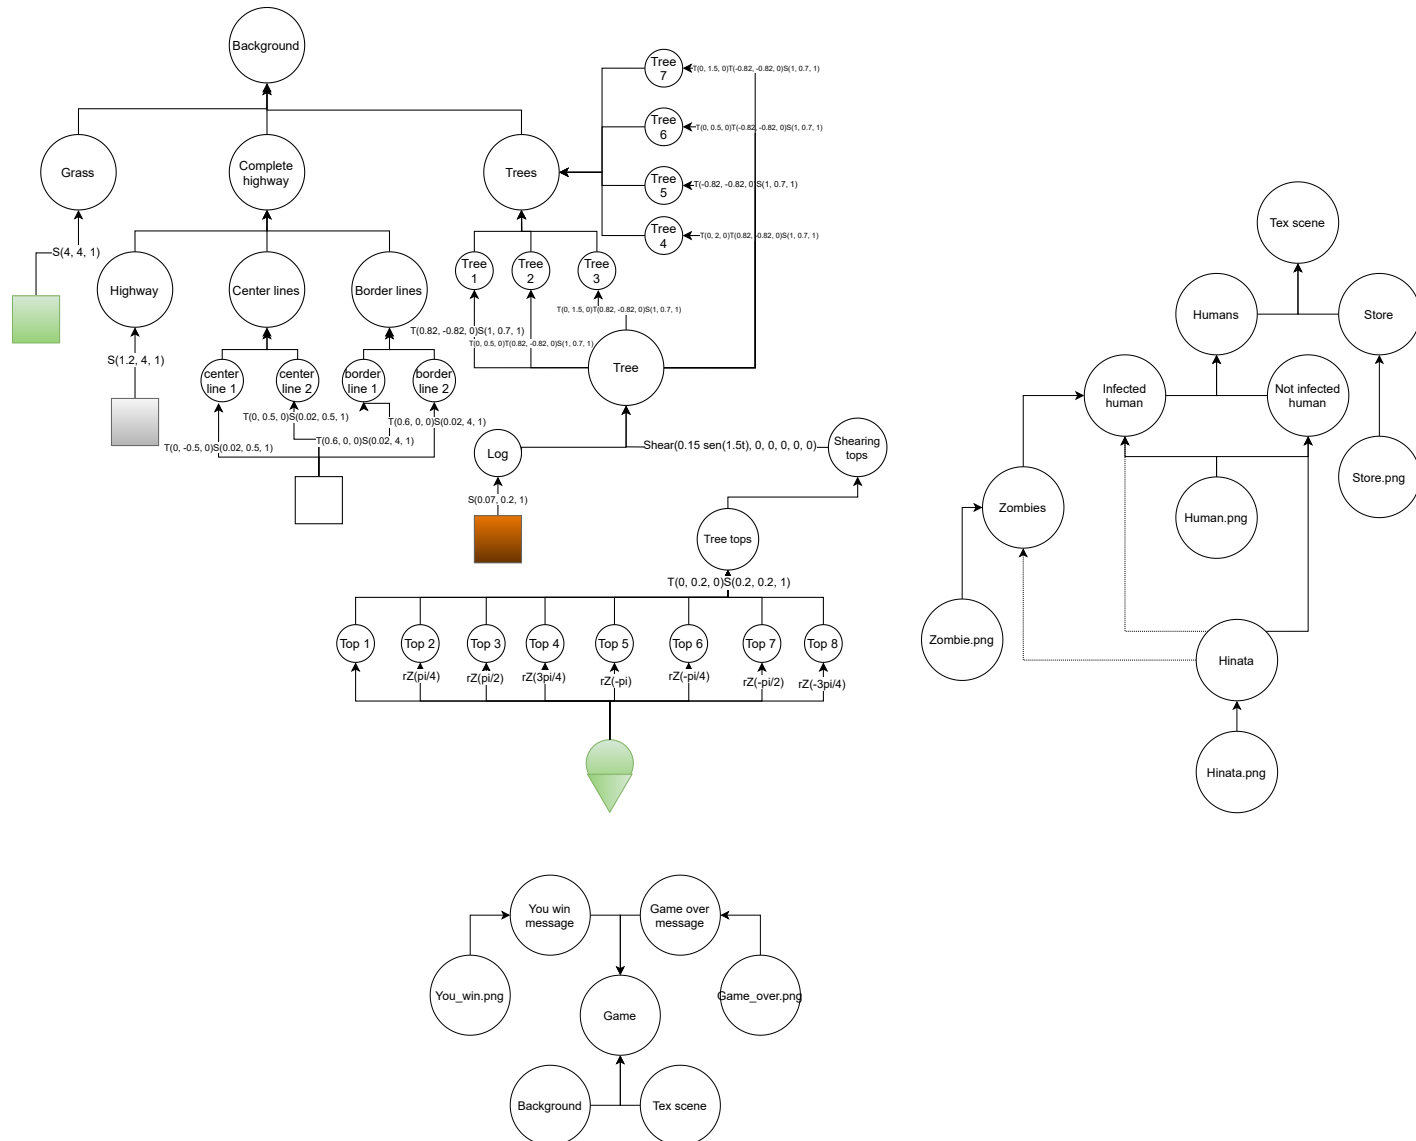 Background
Tree
7
T(0, 1.5, 0)T(-0.82, -0.82, 0)S(1, 0.7, 1)
Tree
6
T(0, 0.5, 0)T(-0.82, -0.82, 0)S(1, 0.7, 1)
Grass
Complete
highway
Trees
Tree
5
T(-0.82, -0.82, 0)S(1, 0.7, 1)
Tree
4
T(0, 2, 0)T(0.82, -0.82, 0)S(1, 0.7, 1)
S(4, 4, 1)
Highway
Center lines
Border lines
Tree
1
Tree
2
Tree
3
T(0, 1.5, 0)T(0.82, -0.82, 0)S(1, 0.7, 1)
T(0.82, -0.82, 0)S(1, 0.7, 1)
T(0, 0.5, 0)T(0.82, -0.82, 0)S(1, 0.7, 1)
S(1.2, 4, 1)
center
line 1
center
line 2
border
line 1
border
line 2
Tree
T(0, 0.5, 0)S(0.02, 0.5, 1)
T(0.6, 0, 0)S(0.02, 4, 1)
T(0.6, 0, 0)S(0.02, 4, 1)
T(0, -0.5, 0)S(0.02, 0.5, 1)
Log
Shear(0.15 sen(1.5t), 0, 0, 0, 0, 0)
Shearing
tops
S(0.07, 0.2, 1)
Tree tops
T(0, 0.2, 0)S(0.2, 0.2, 1)
Top 1
Top 2
Top 3
Top 4
Top 5
Top 6
Top 7
Top 8
rZ(pi/4)
rZ(pi/2)
rZ(3pi/4)
rZ(-pi)
rZ(-pi/4)
rZ(-pi/2)
rZ(-3pi/4)
Tex scene
Humans
Store
Infected
human
Not infected
human
Store.png
Zombies
Human.png
Zombie.png
Hinata
Hinata.png
You win
message
Game over
message
You_win.png
Game_over.png
Game
Background
Tex scene